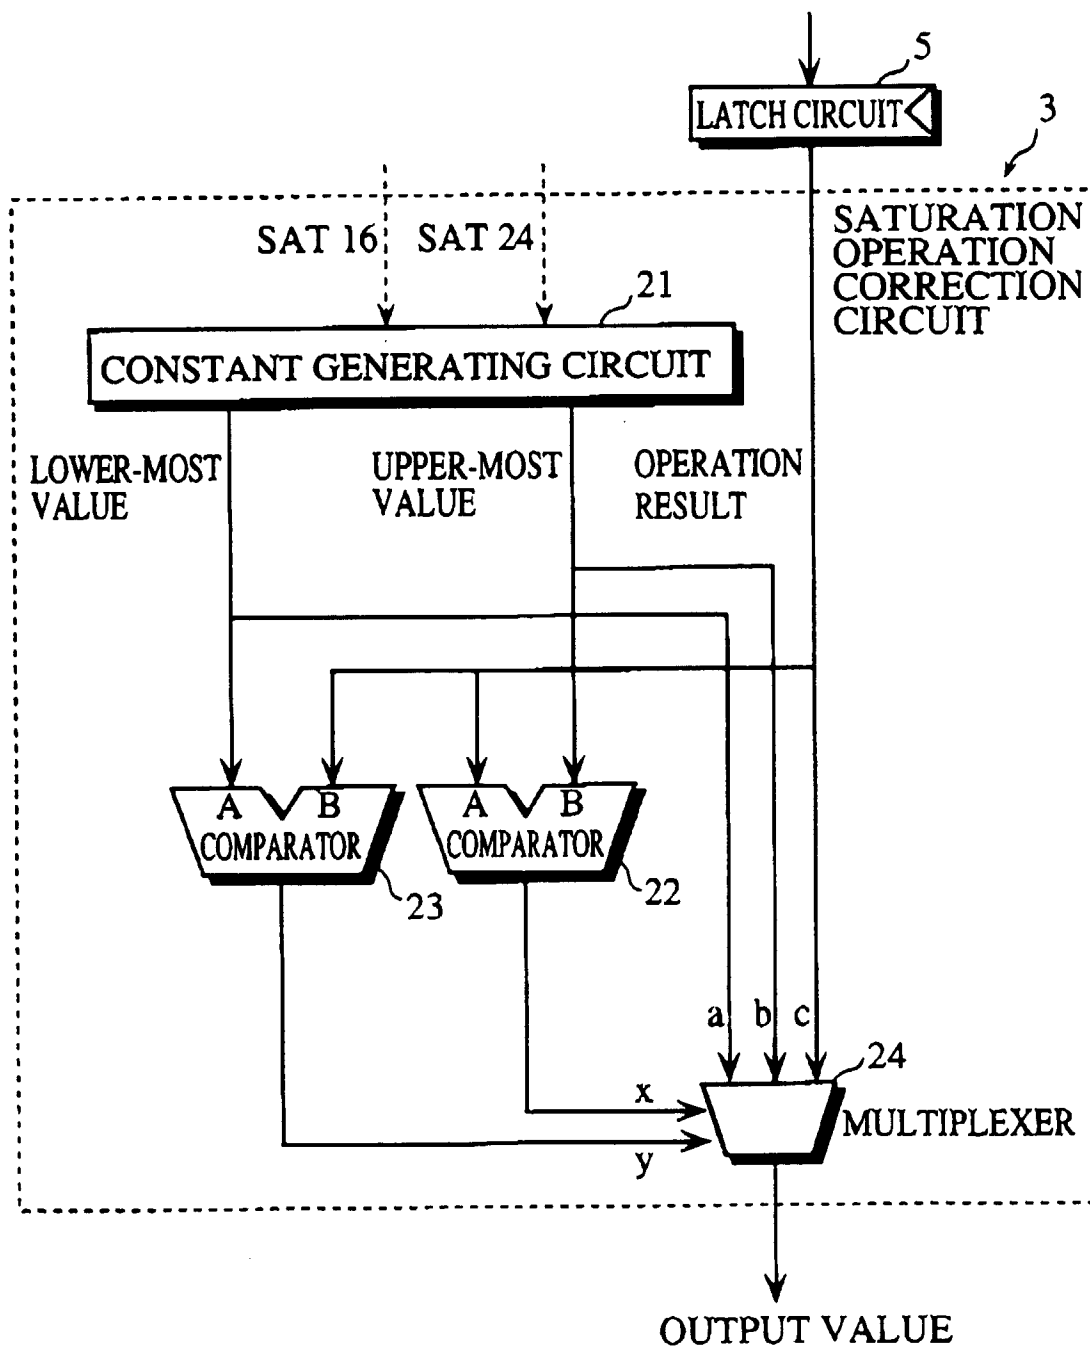 5
LATCH CIRCUIT
3
SATURATION
OPERATION
CORRECTION
CIRCUIT
SAT 16
SAT 24
21
CONSTANT GENERATING CIRCUIT
LOWER-MOST
VALUE
UPPER-MOST
VALUE
OPERATION
RESULT
A
B
COMPARATOR
23
A
B
COMPARATOR
22
a
b
c
24
x
MULTIPLEXER
y
OUTPUT VALUE